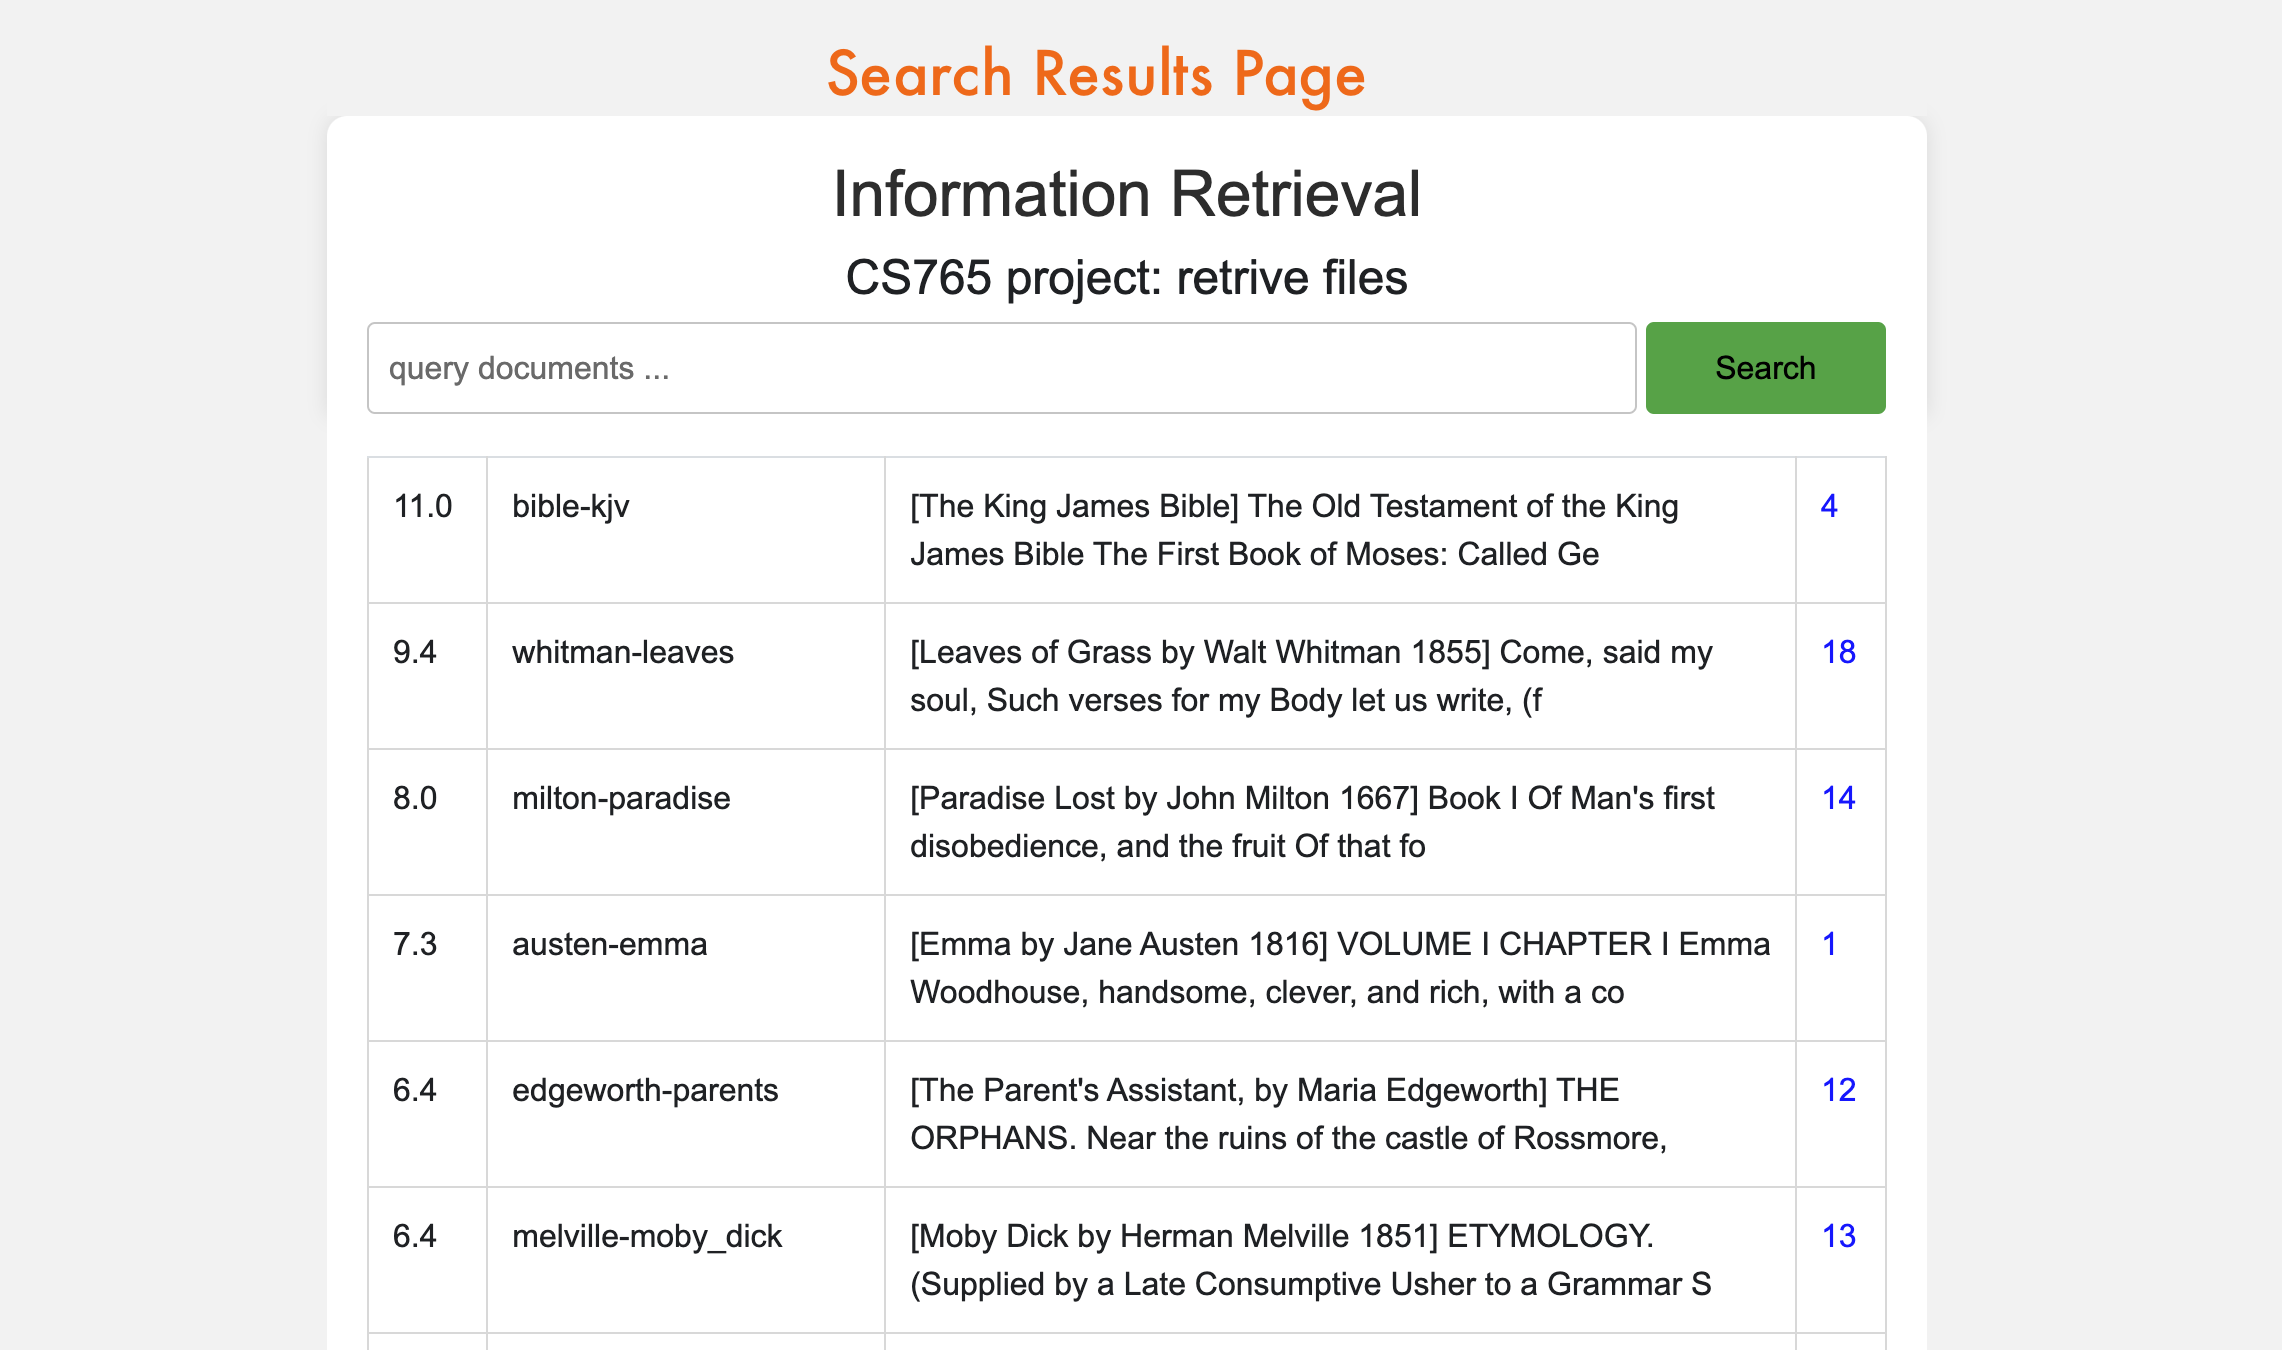 Search Results Page
Information Retrieval
CS765 project: retrive files
query documents ...
Search
11.0 bible-kjv [The King James Bible] The Old Testament of the King 4
James Bible The First Book of Moses: Called Ge
9.4 whitman-leaves [Leaves of Grass by Walt Whitman 1855] Come, said my 18
soul, Such verses for my Body let us write, (f
8.0 milton-paradise [Paradise Lost by John Milton 1667] Book I Of Man's first 14
disobedience, and the fruit Of that fo
7.3 austen-emma [Emma by Jane Austen 1816] VOLUME I CHAPTER I Emma 1
Woodhouse, handsome, clever, and rich, with a co
6.4 edgeworth-parents [The Parent's Assistant, by Maria Edgeworth] THE 12
ORPHANS. Near the ruins of the castle of Rossmore,
6.4 melville-moby_dick [Moby Dick by Herman Melville 1851] ETYMOLOGY. 13
(Supplied by a Late Consumptive Usher to a Grammar S